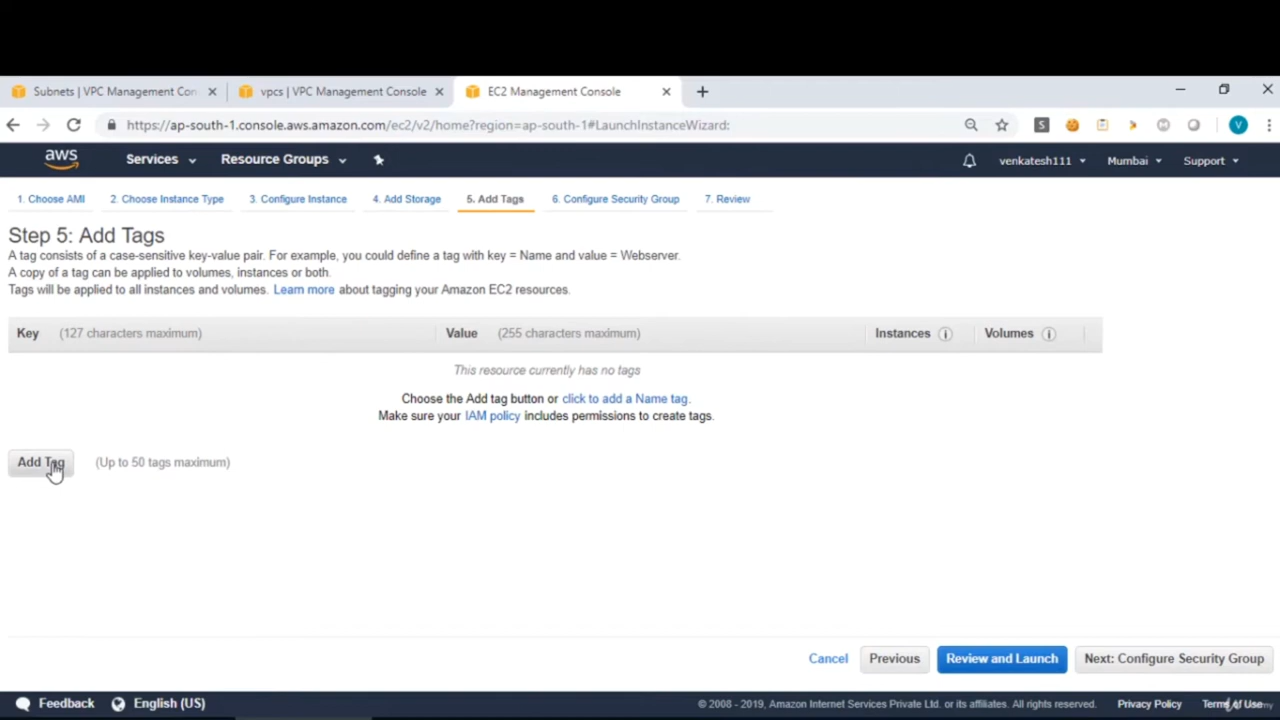 Subnets | VPC Management Con
vpcs | VPC Management Console
EC2 Management Console
https://ap-south-1.console.aws.amazon.com/ec2/v2/home?region=ap-south-1#LaunchInstanceWizard:
S
V
aws
Services
Resource Groups
venkatesh111
Mumbai
Support
1. Choose AMI
2. Choose Instance Type
3. Configure Instance
4. Add Storage
5. Add Tags
6. Configure Security Group
7. Review
Step 5: Add Tags
A tag consists of a case-sensitive key-value pair. For example, you could define a tag with key = Name and value = Webserver.
A copy of a tag can be applied to volumes, instances or both.
Tags will be applied to all instances and volumes. Learn more about tagging your Amazon EC2 resources.
Key (127 characters maximum)
Value (255 characters maximum)
Instances
Volumes
This resource currently has no tags
Choose the Add tag button or click to add a Name tag.
Make sure your IAM policy includes permissions to create tags.
Add Tag
(Up to 50 tags maximum)
Cancel
Previous
Review and Launch
Next: Configure Security Group
Feedback
English (US)
© 2008 - 2019, Amazon Internet Services Private Ltd. or its affiliates. All rights reserved.
Privacy Policy
Terms of Use